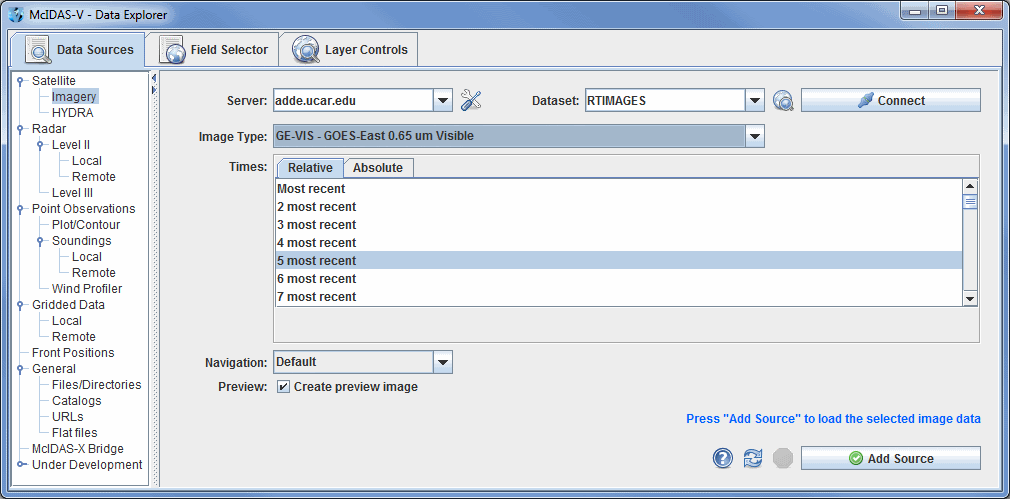 McIDAS-V - Data Explorer
Data Sources
Field Selector
Layer Controls
Satellite
Imagery
HYDRA
Radar
Level II
Local
Remote
Level III
Point Observations
Plot/Contour
Soundings
Local
Remote
Wind Profiler
Gridded Data
Local
Remote
Front Positions
General
Files/Directories
Catalogs
URLs
Flat files
McIDAS-X Bridge
Under Development
Server: adde.ucar.edu Dataset: RTIMAGES Connect
Image Type: GE-VIS - GOES-East 0.65 um Visible
Times: Relative Absolute
Most recent
2 most recent
3 most recent
4 most recent
5 most recent
6 most recent
7 most recent
Navigation: Default
Preview: Create preview image
Press "Add Source" to load the selected image data
? Add Source